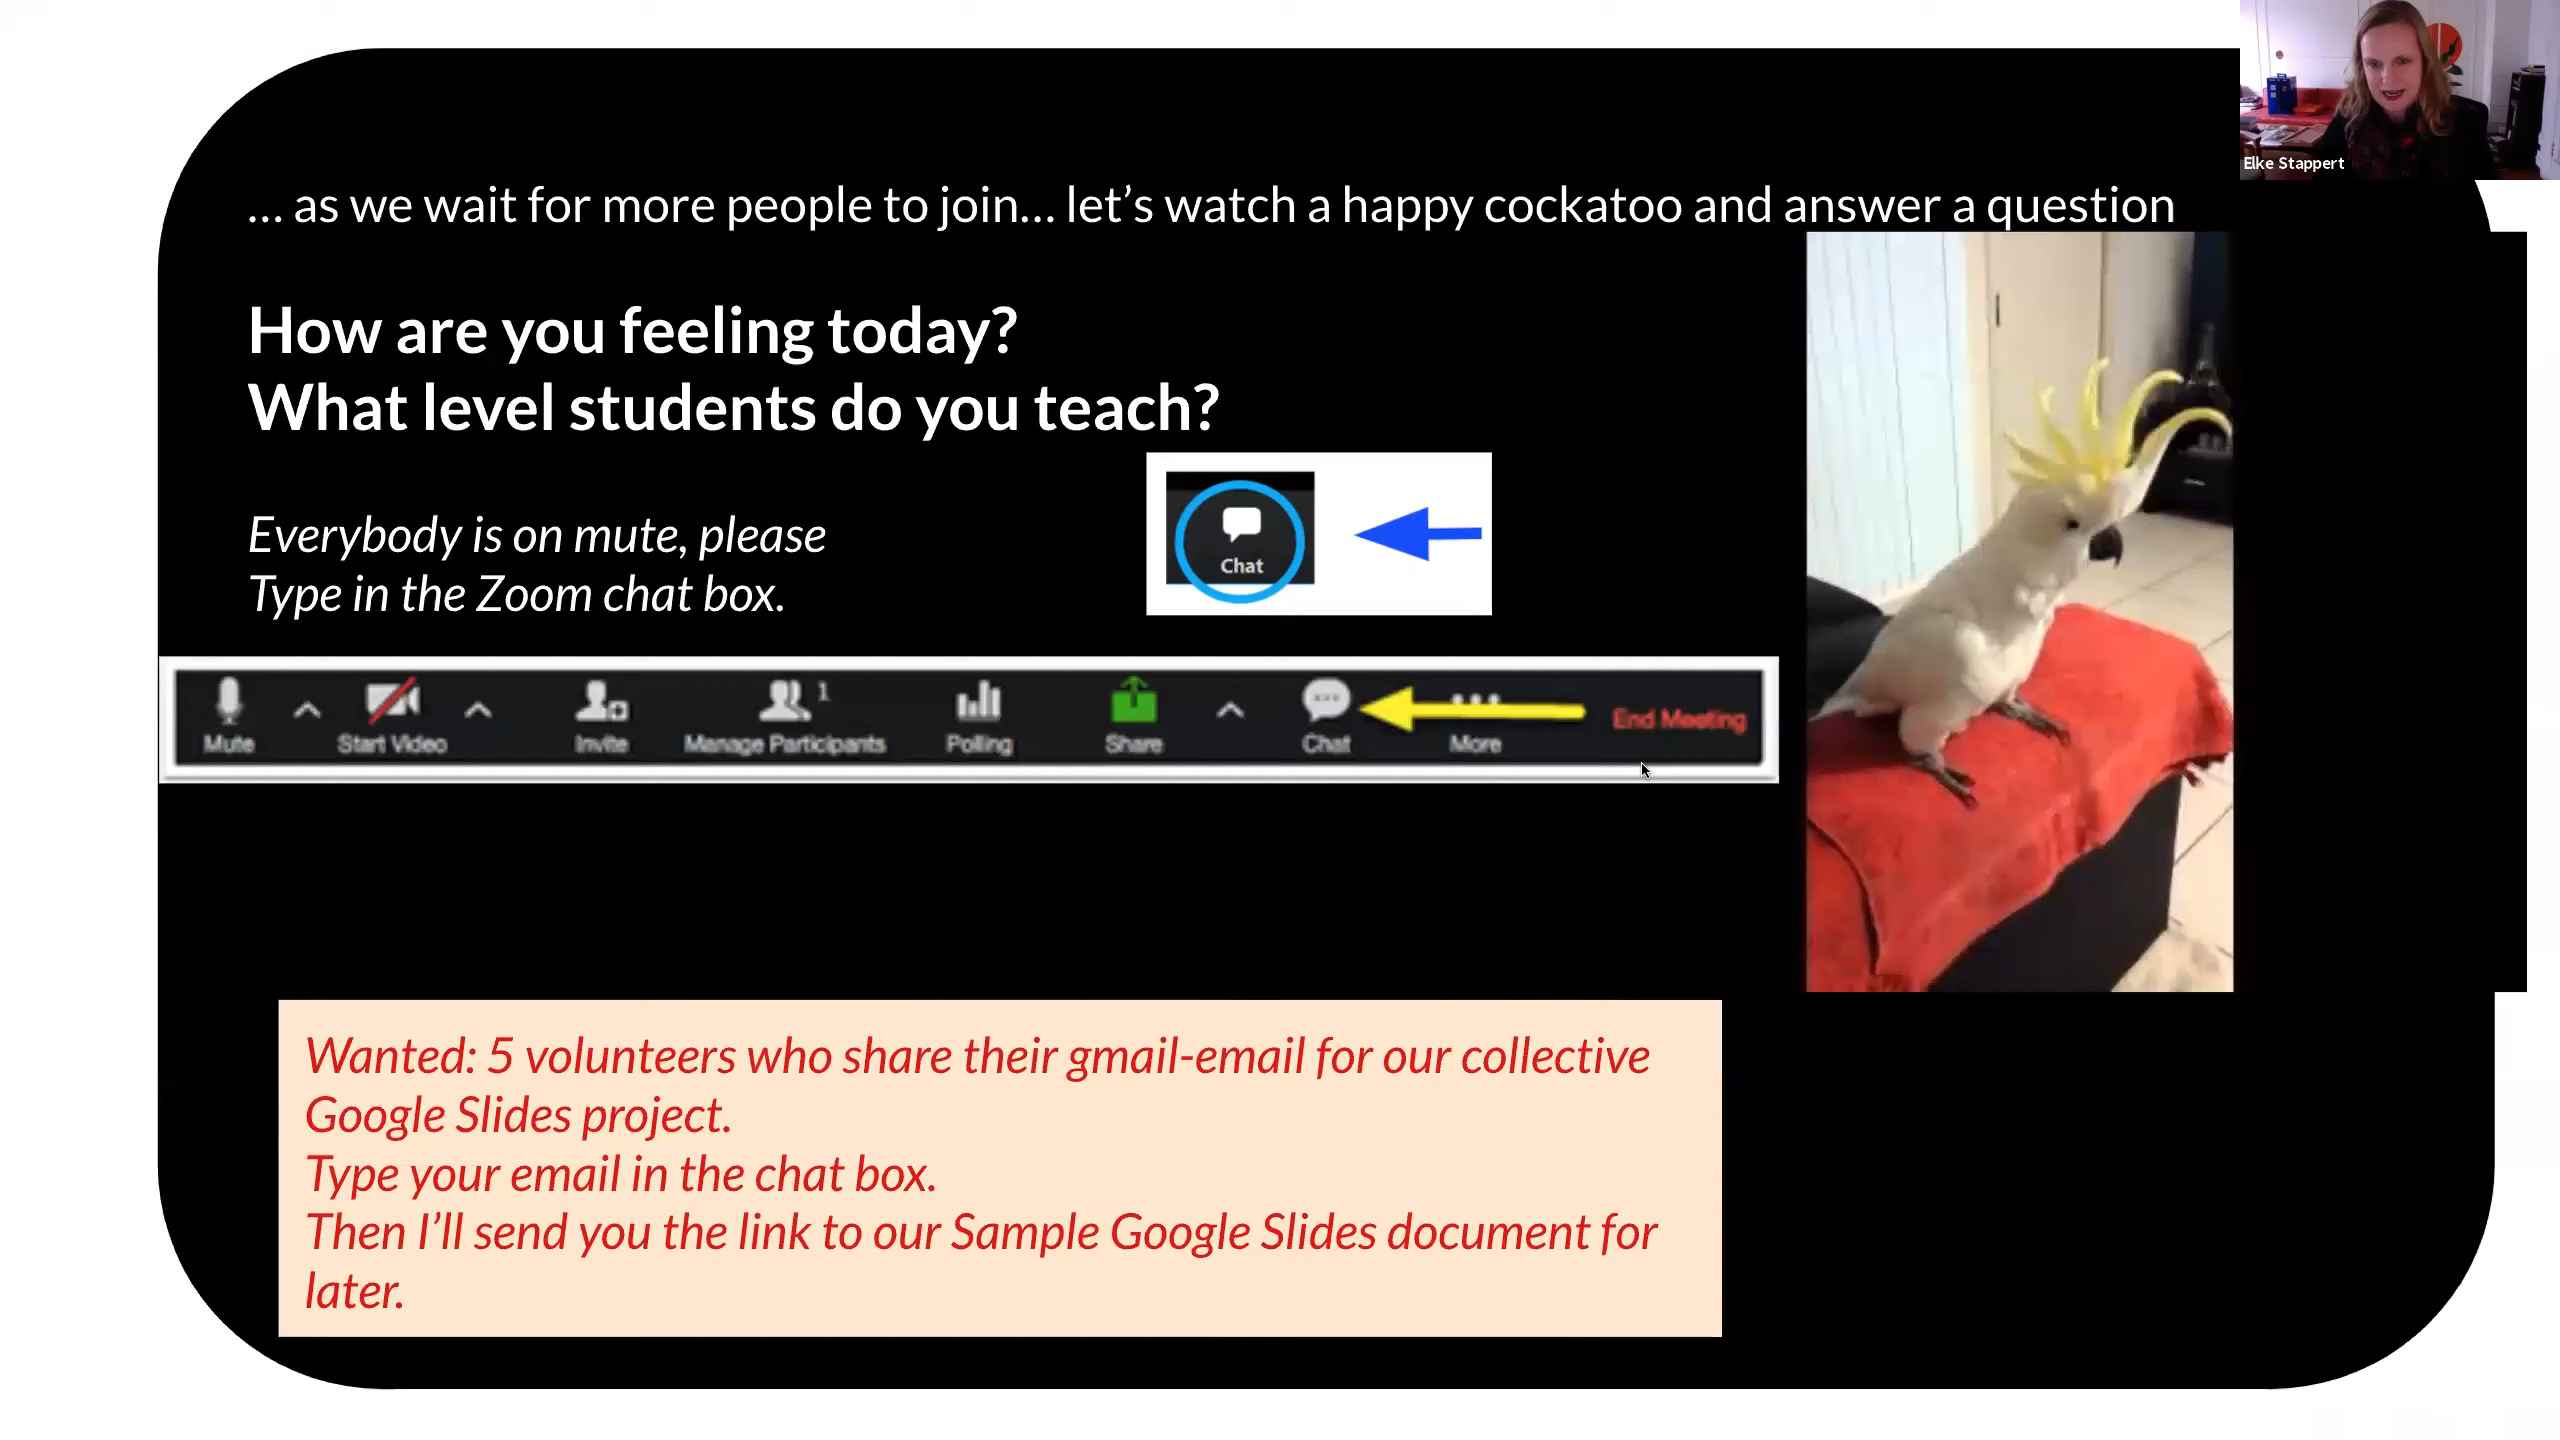 Elke Stappert
... as we wait for more people to join... let’s watch a happy cockatoo and answer a question
How are you feeling today?
What level students do you teach?
Everybody is on mute, please
Type in the Zoom chat box.
Chat
1
Mute Start Video Invite Manage Participants Polling Share Chat More End Meeting
Wanted: 5 volunteers who share their gmail-email for our collective
Google Slides project.
Type your email in the chat box.
Then I’ll send you the link to our Sample Google Slides document for
later.